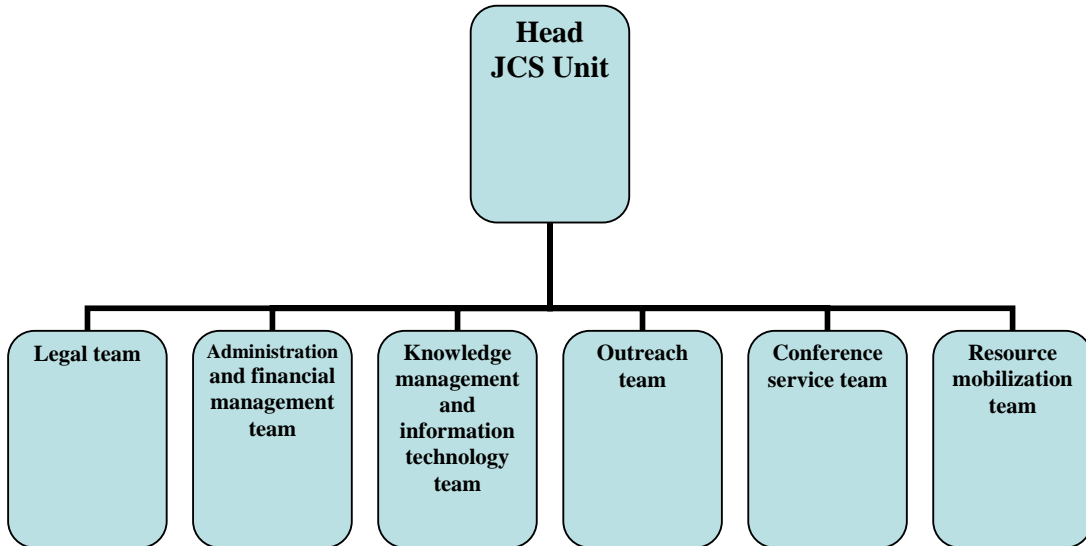 Head
JCS Unit
Legal team
Administration
and financial
management
team
Knowledge
management
and
information
technology
team
Outreach
team
Conference
service team
Resource
mobilization
team